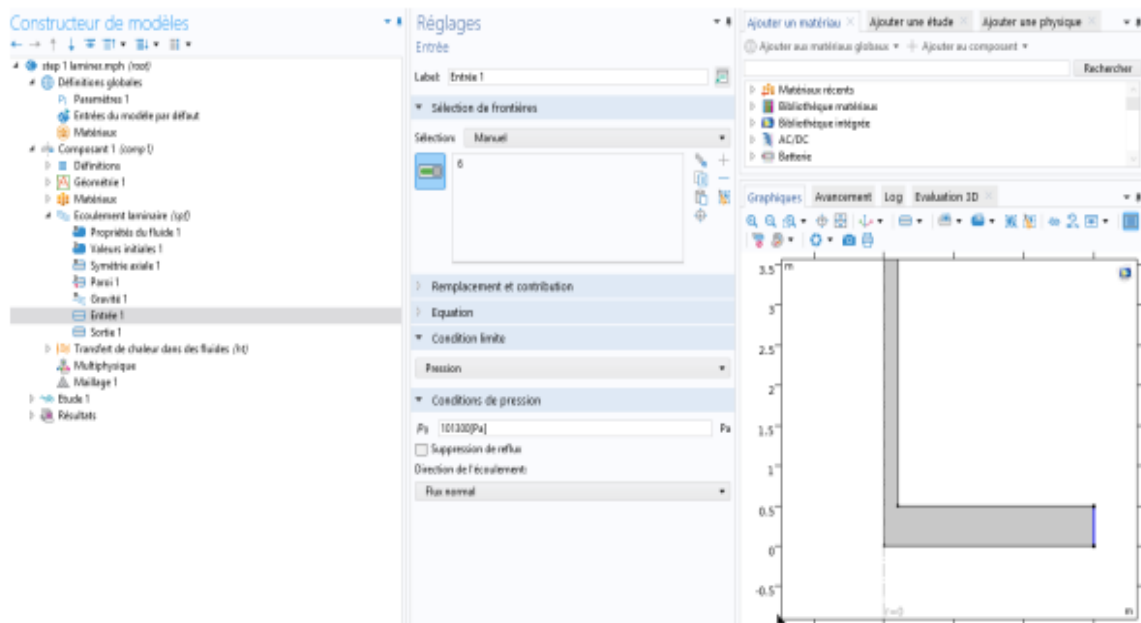 Constructeur de modèles
step 1 laminer.mph (root)
Définitions globales
Pi Paramètres 1
Entrées du modèle par défaut
Matériaux
Composant 1 (comp1)
Définitions
Géométrie 1
Matériaux
Ecoulement laminaire (spf)
Propriétés du fluide 1
Valeurs initiales 1
Symétrie axiale 1
Paroi 1
Gravité 1
Entrée 1
Sortie 1
Transfert de chaleur dans des fluides (ht)
Multiphysique
Maillage 1
Etude 1
Résultats
Réglages
Entrée
Label: Entrée 1
Sélection de frontières
Sélection: Manuel
6
Remplacement et contribution
Equation
Condition limite
Pression
Conditions de pression
101300[Pa] Pa
Suppression de reflux
Direction de l'écoulement:
Flux normal
Ajouter un matériau Ajouter une étude Ajouter une physique
Ajouter aux matériaux globaux Ajouter au composant
Rechercher
Matériaux récents
Bibliothèque matériaux
Bibliothèque intégrée
AC/DC
Batterie
Graphiques Avancement Log Evaluation 3D
m
3.5
3
2.5
2
1.5
1
0.5
0
-0.5
r=0
m